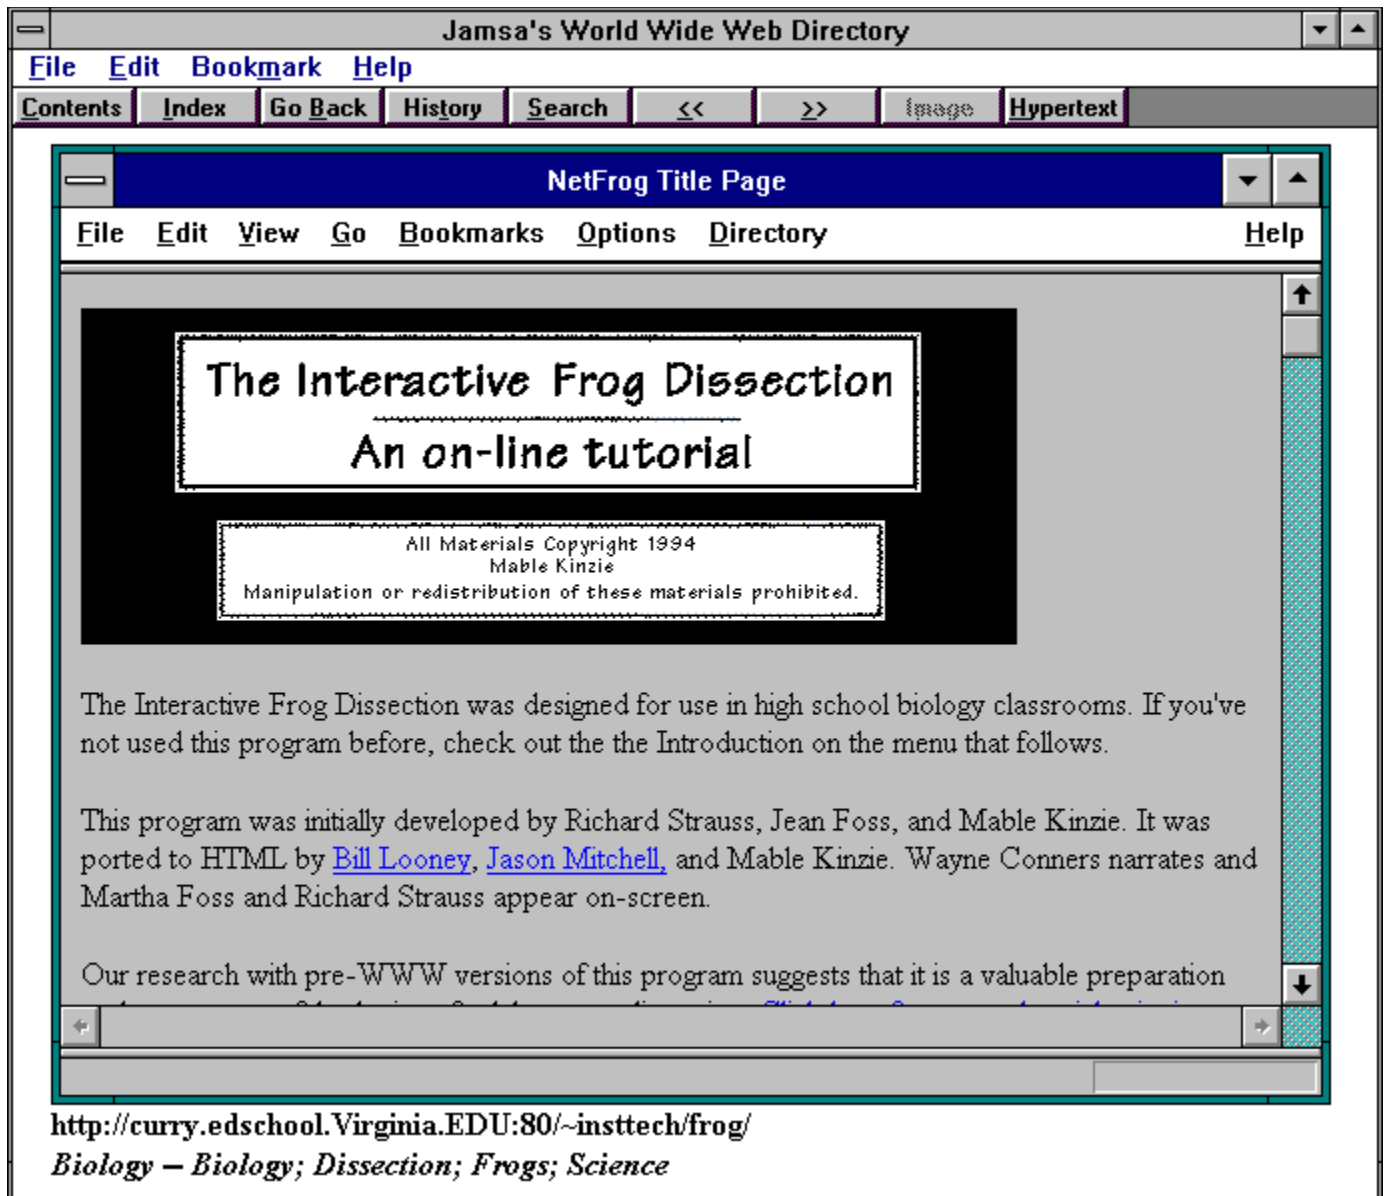 Jamsa's World Wide Web Directory
File Edit Bookmark Help
Contents Index Go Back History Search << >> Image Hypertext
NetFrog Title Page
File Edit View Go Bookmarks Options Directory Help
The Interactive Frog Dissection
An on-line tutorial
All Materials Copyright 1994
Mable Kinzie
Manipulation or redistribution of these materials prohibited.
The Interactive Frog Dissection was designed for use in high school biology classrooms. If you've
not used this program before, check out the the Introduction on the menu that follows.
This program was initially developed by Richard Strauss, Jean Foss, and Mable Kinzie. It was
ported to HTML by Bill Looney, Jason Mitchell, and Mable Kinzie. Wayne Conners narrates and
Martha Foss and Richard Strauss appear on-screen.
Our research with pre-WWW versions of this program suggests that it is a valuable preparation
http://curry.edschool.Virginia.EDU:80/~insttech/frog/
Biology – Biology; Dissection; Frogs; Science